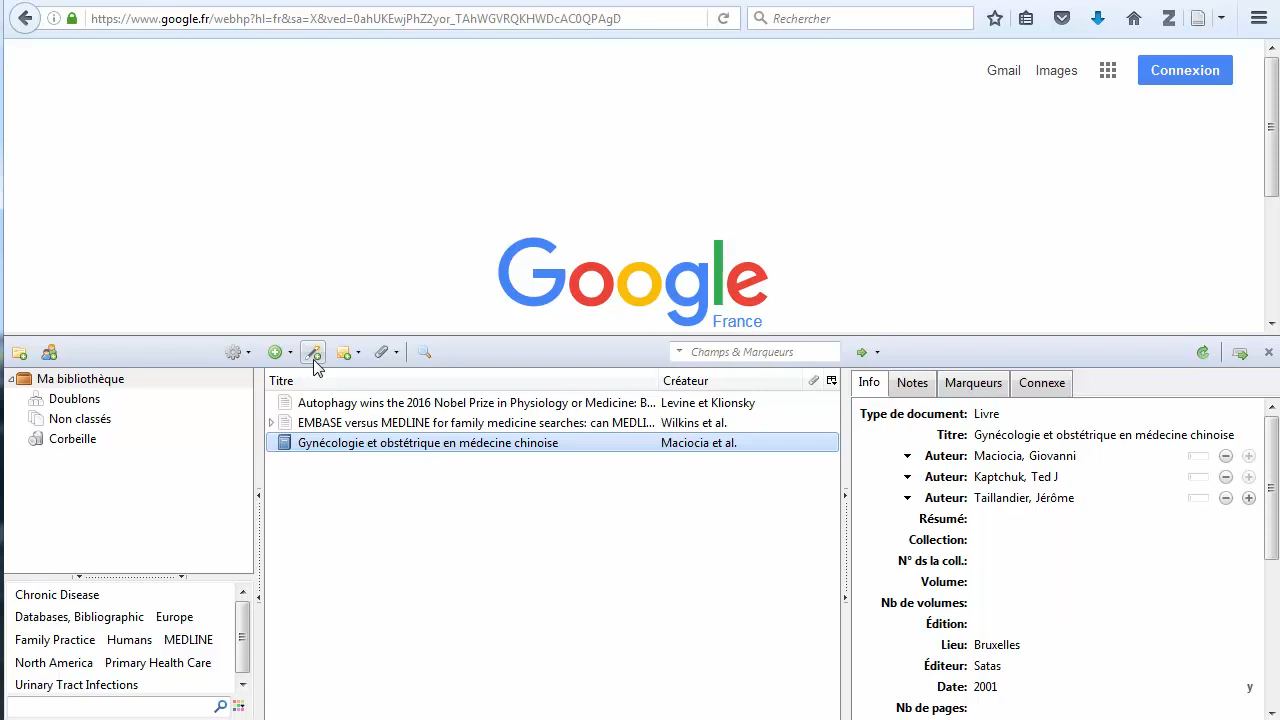 https://www.google.fr/webhp?hl=fr&sa=X&ved=0ahUKEwjPhZ2yor_TAhWGVRQKHWDcAC0QPAgD
Rechercher
Gmail Images Connexion
Google
France
Champs & Marqueurs
Ma bibliothèque
Doublons
Non classés
Corbeille
Titre Créateur
Autophagy wins the 2016 Nobel Prize in Physiology or Medicine: B... Levine et Klionsky
EMBASE versus MEDLINE for family medicine searches: can MEDLI... Wilkins et al.
Gynécologie et obstétrique en médecine chinoise Maciocia et al.
Info Notes Marqueurs Connexe
Type de document: Livre
Titre: Gynécologie et obstétrique en médecine chinoise
Auteur: Maciocia, Giovanni
Auteur: Kaptchuk, Ted J
Auteur: Taillandier, Jérôme
Résumé:
Collection:
N° ds la coll.:
Volume:
Nb de volumes:
Édition:
Lieu: Bruxelles
Éditeur: Satas
Date: 2001 y
Nb de pages:
Chronic Disease
Databases, Bibliographic Europe
Family Practice Humans MEDLINE
North America Primary Health Care
Urinary Tract Infections